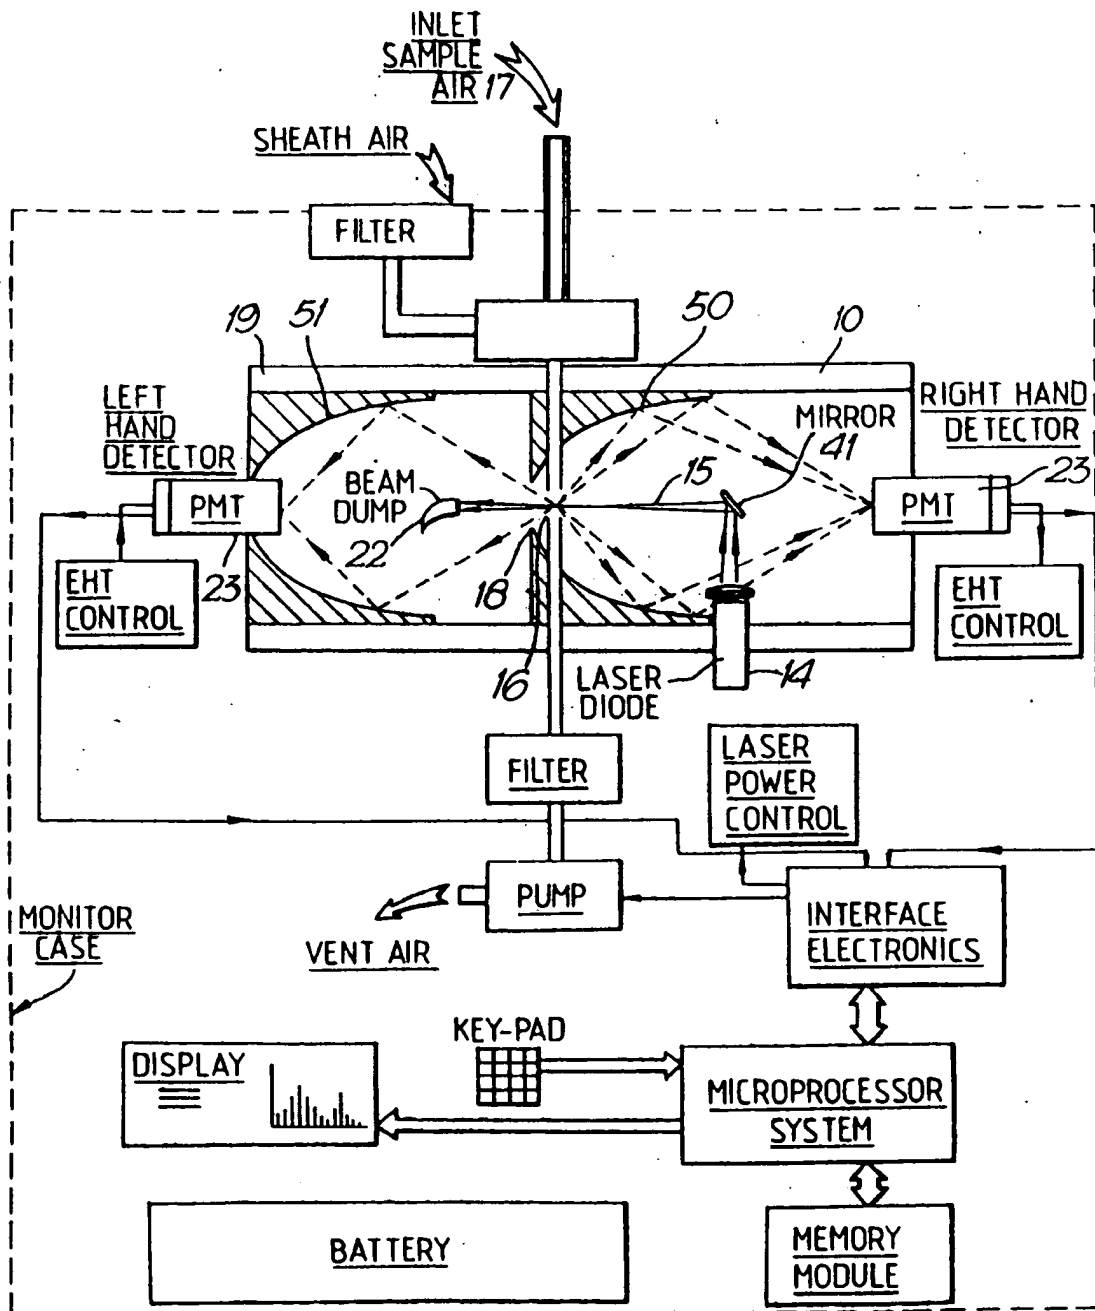 INLET
SAMPLE
AIR 17
SHEATH AIR
FILTER
19
51
50
10
LEFT
HAND
DETECTOR
MIRROR
41
RIGHT HAND
DETECTOR
23
BEAM
DUMP
15
PMT
PMT
22
23
18
EHT
CONTROL
EHT
CONTROL
16
LASER
DIODE
14
FILTER
LASER
POWER
CONTROL
PUMP
VENT AIR
INTERFACE
ELECTRONICS
MONITOR
CASE
KEY-PAD
DISPLAY
MICROPROCESSOR
SYSTEM
BATTERY
MEMORY
MODULE